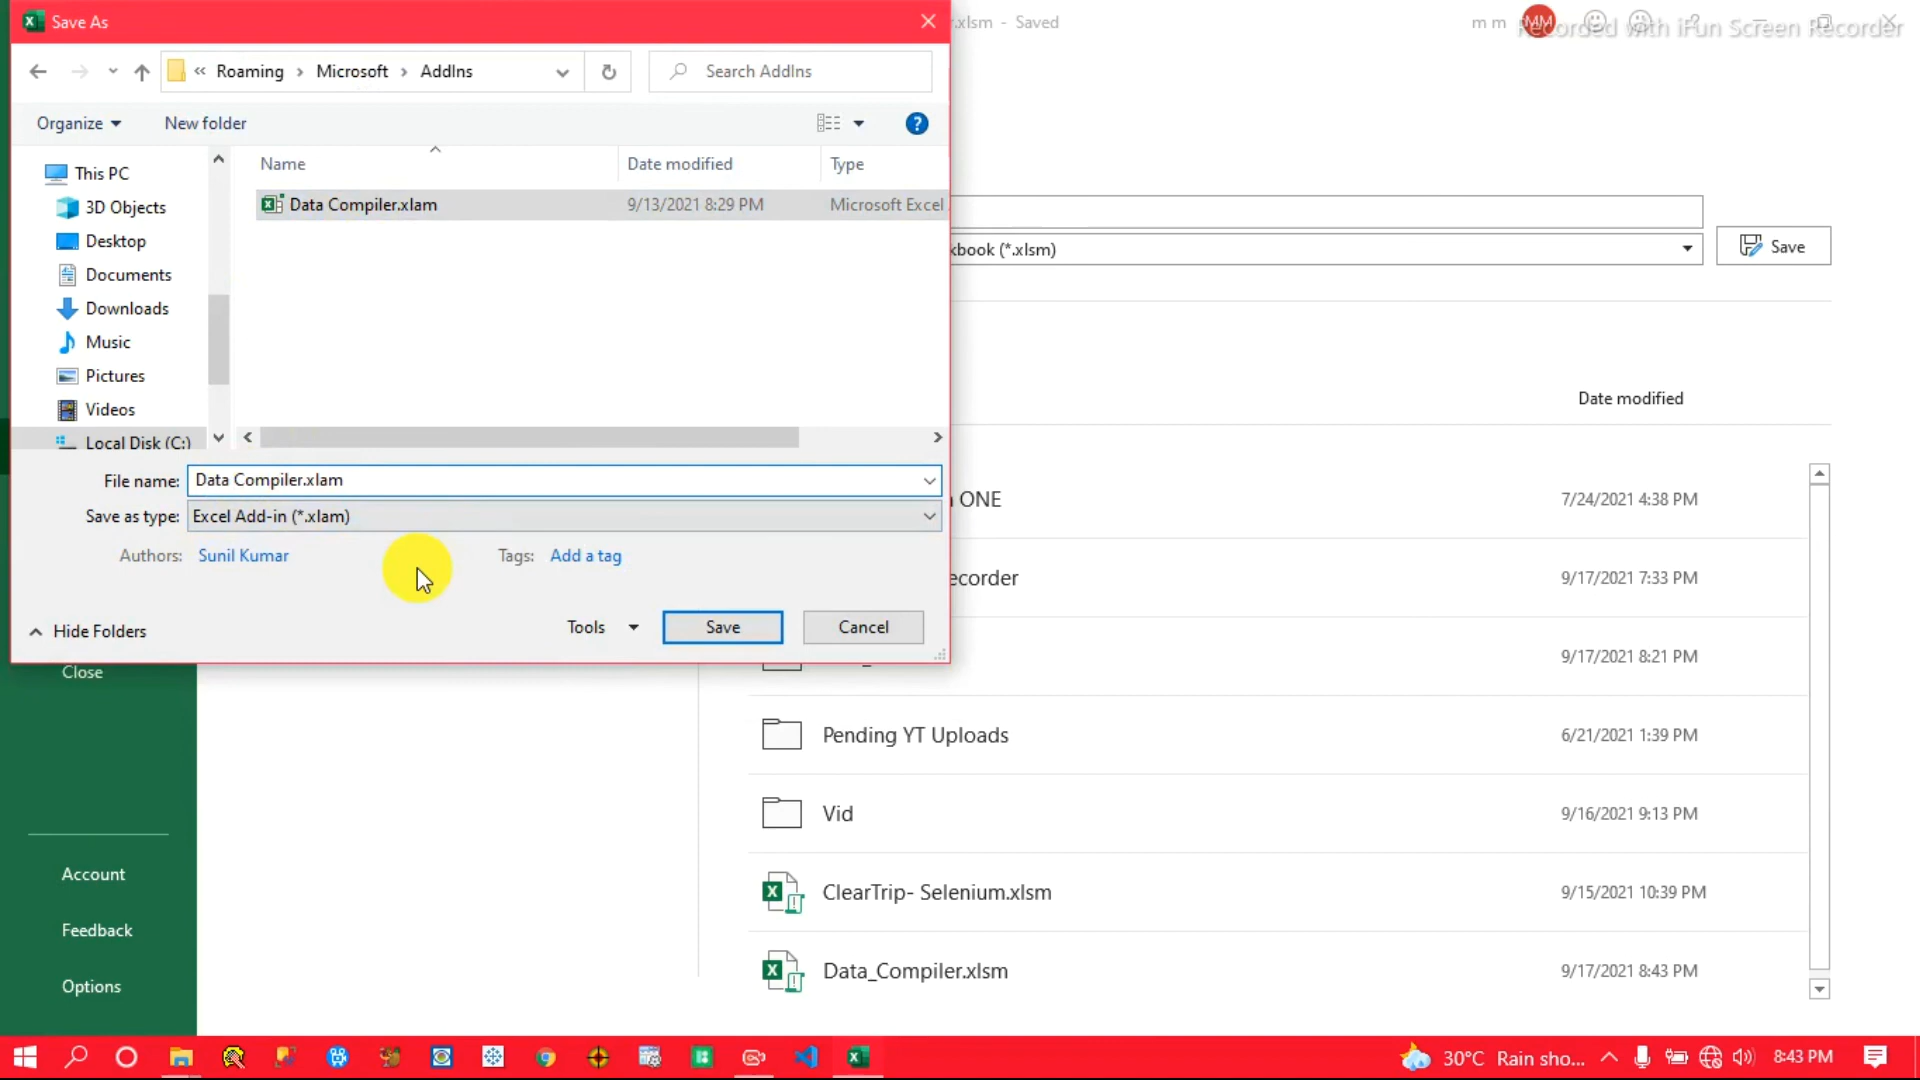 Save As
.xlsm - Saved
m m
MM
Recorded with iFun Screen Recorder
« Roaming › Microsoft › AddIns
Search AddIns
Organize
New folder
This PC
3D Objects
Desktop
Documents
Downloads
Music
Pictures
Videos
Local Disk (C:)
Name
Date modified
Type
Data Compiler.xlam
9/13/2021 8:29 PM
Microsoft Excel
File name: Data Compiler.xlam
Save as type: Excel Add-in (*.xlam)
Authors: Sunil Kumar
Tags: Add a tag
Hide Folders
Tools
Save
Cancel
kbook (*.xlsm)
Save
Date modified
ONE
7/24/2021 4:38 PM
ecorder
9/17/2021 7:33 PM
9/17/2021 8:21 PM
Pending YT Uploads
6/21/2021 1:39 PM
Vid
9/16/2021 9:13 PM
ClearTrip- Selenium.xlsm
9/15/2021 10:39 PM
Data_Compiler.xlsm
9/17/2021 8:43 PM
Close
Account
Feedback
Options
30°C Rain sho...
8:43 PM